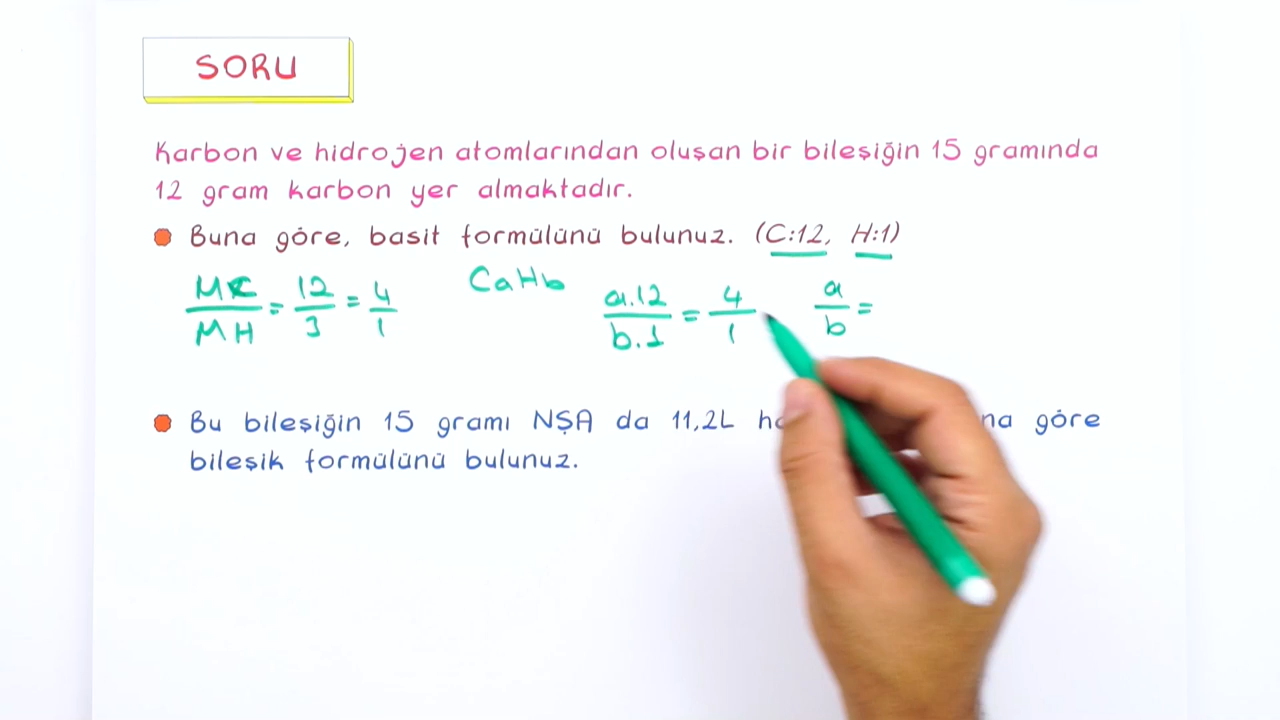 SORU
Karbon ve hidrojen atomlarından oluşan bir bileşiğin 15 gramında
12 gram karbon yer almaktadır.
Buna göre, basit formülünü bulunuz. (C:12, H:1)
MC/MH = 12/3 = 4/1
CaHb
a.12/b.1 = 4/1
a/b =
Bu bileşiğin 15 gramı NŞA da 11,2L göre
bileşik formülünü bulunuz.